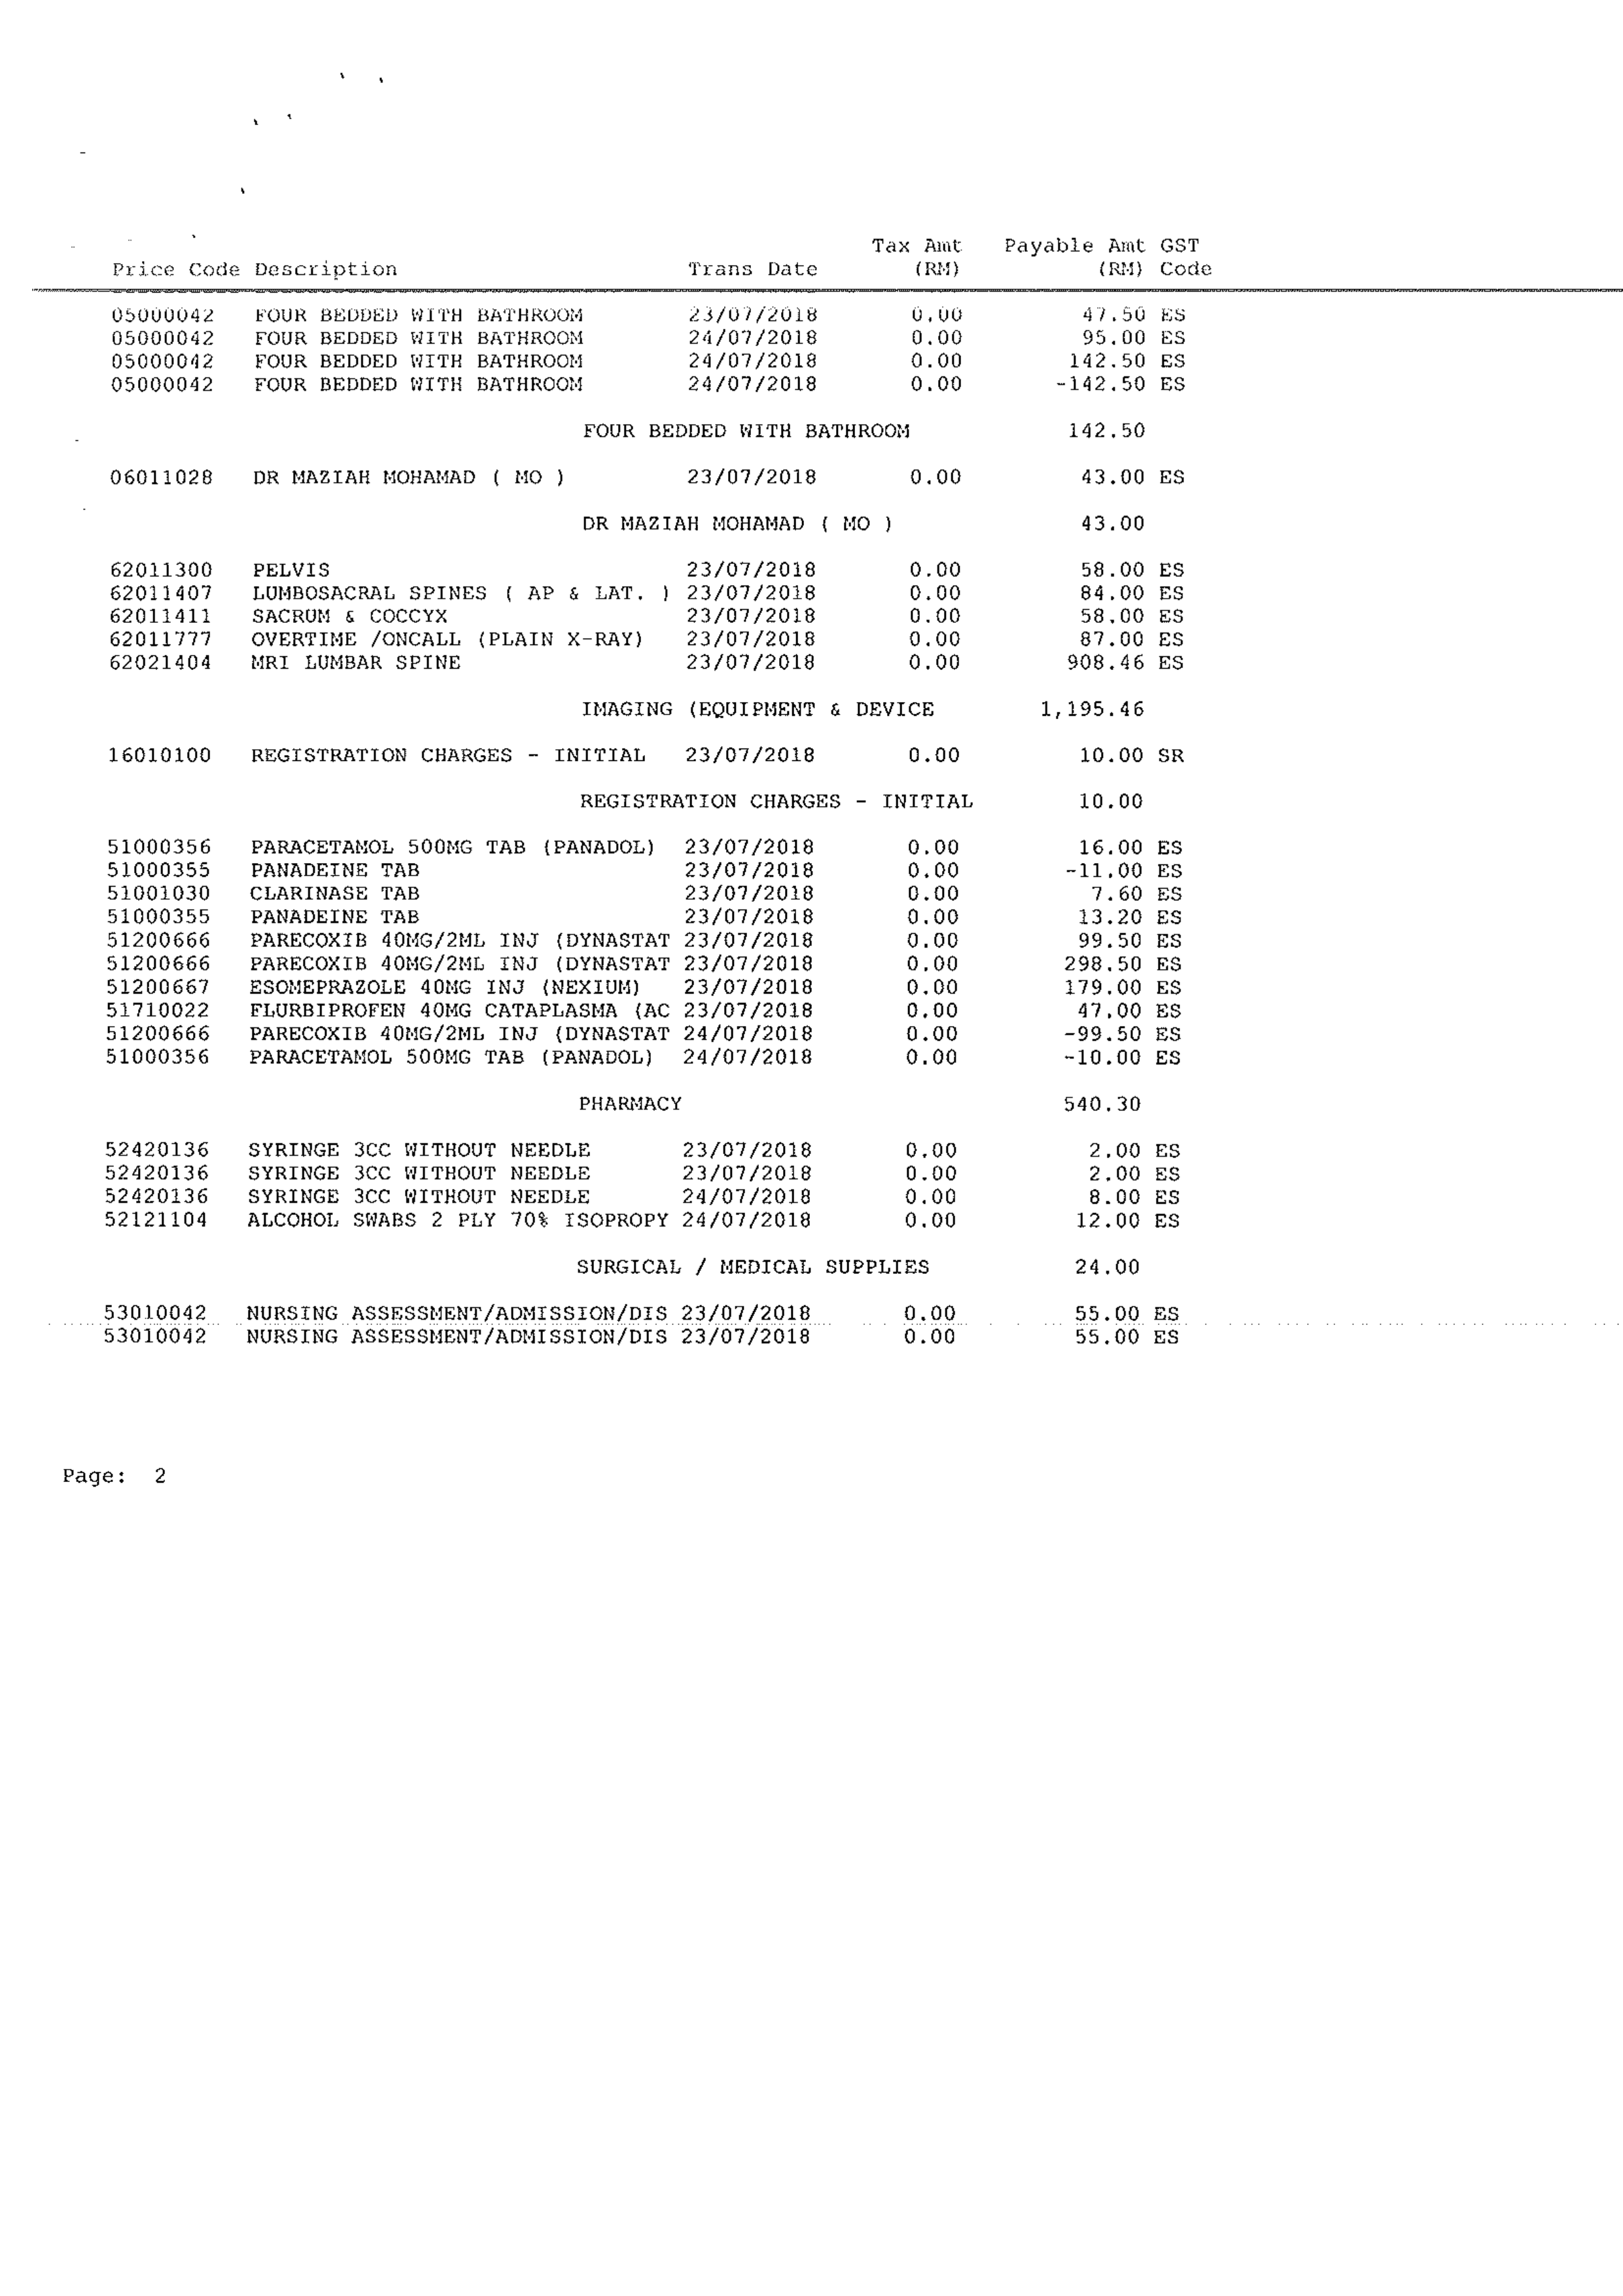 Tax Amt Payable Amt GST
Price Code Description Trans Date (RM) (RM) Code
05000042 FOUR BEDDED WITH BATHROOM 23/07/2018 0.00 47.50 ES
05000042 FOUR BEDDED WITH BATHROOM 24/07/2018 0.00 95.00 ES
05000042 FOUR BEDDED WITH BATHROOM 24/07/2018 0.00 142.50 ES
05000042 FOUR BEDDED WITH BATHROOM 24/07/2018 0.00 -142.50 ES
FOUR BEDDED WITH BATHROOM 142.50
06011028 DR MAZIAH MOHAMAD ( MO ) 23/07/2018 0.00 43.00 ES
DR MAZIAH MOHAMAD ( MO ) 43.00
62011300 PELVIS 23/07/2018 0.00 58.00 ES
62011407 LUMBOSACRAL SPINES ( AP & LAT. ) 23/07/2018 0.00 84.00 ES
62011411 SACRUM & COCCYX 23/07/2018 0.00 58.00 ES
62011777 OVERTIME /ONCALL (PLAIN X-RAY) 23/07/2018 0.00 87.00 ES
62021404 MRI LUMBAR SPINE 23/07/2018 0.00 908.46 ES
IMAGING (EQUIPMENT & DEVICE 1,195.46
16010100 REGISTRATION CHARGES - INITIAL 23/07/2018 0.00 10.00 SR
REGISTRATION CHARGES - INITIAL 10.00
51000356 PARACETAMOL 500MG TAB (PANADOL) 23/07/2018 0.00 16.00 ES
51000355 PANADEINE TAB 23/07/2018 0.00 -11.00 ES
51001030 CLARINASE TAB 23/07/2018 0.00 7.60 ES
51000355 PANADEINE TAB 23/07/2018 0.00 13.20 ES
51200666 PARECOXIB 40MG/2ML INJ (DYNASTAT 23/07/2018 0.00 99.50 ES
51200666 PARECOXIB 40MG/2ML INJ (DYNASTAT 23/07/2018 0.00 298.50 ES
51200667 ESOMEPRAZOLE 40MG INJ (NEXIUM) 23/07/2018 0.00 179.00 ES
51710022 FLURBIPROFEN 40MG CATAPLASMA (AC 23/07/2018 0.00 47.00 ES
51200666 PARECOXIB 40MG/2ML INJ (DYNASTAT 24/07/2018 0.00 -99.50 ES
51000356 PARACETAMOL 500MG TAB (PANADOL) 24/07/2018 0.00 -10.00 ES
PHARMACY 540.30
52420136 SYRINGE 3CC WITHOUT NEEDLE 23/07/2018 0.00 2.00 ES
52420136 SYRINGE 3CC WITHOUT NEEDLE 23/07/2018 0.00 2.00 ES
52420136 SYRINGE 3CC WITHOUT NEEDLE 24/07/2018 0.00 8.00 ES
52121104 ALCOHOL SWABS 2 PLY 70% ISOPROPY 24/07/2018 0.00 12.00 ES
SURGICAL / MEDICAL SUPPLIES 24.00
53010042 NURSING ASSESSMENT/ADMISSION/DIS 23/07/2018 0.00 55.00 ES
53010042 NURSING ASSESSMENT/ADMISSION/DIS 23/07/2018 0.00 55.00 ES
Page: 2